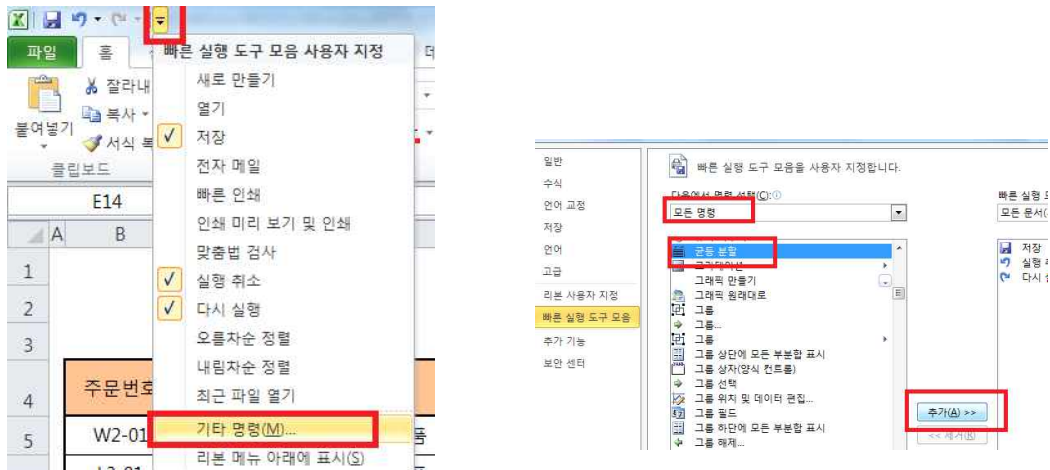 파일
홈
잘라내
복사
붙여넣기
서식 복
클립보드
E14
A
B
1
2
3
4
주문번호
5
W2-01
품
빠른 실행 도구 모음 사용자 지정
새로 만들기
열기
저장
전자 메일
빠른 인쇄
인쇄 미리 보기 및 인쇄
맞춤법 검사
실행 취소
다시 실행
오름차순 정렬
내림차순 정렬
최근 파일 열기
기타 명령(M)...
리본 메뉴 아래에 표시(S)
일반
수식
언어 교정
저장
언어
고급
리본 사용자 지정
빠른 실행 도구 모음
추가 기능
보안 센터
빠른 실행 도구 모음을 사용자 지정합니다.
다음에서 명령 선택(C):
모든 명령
균등 분할
그라데이션
그래픽 만들기
그래픽 원래대로
그룹
그룹...
그룹
그룹 상단에 모든 부분합 표시
그룹 상자(양식 컨트롤)
그룹 선택
그룹 위치 및 데이터 편집...
그룹 필드
그룹 하단에 모든 부분합 표시
그룹 해제...
추가(A) >>
<< 제거(R)
빠른 실행
모든 문서(
저장
실행
다시